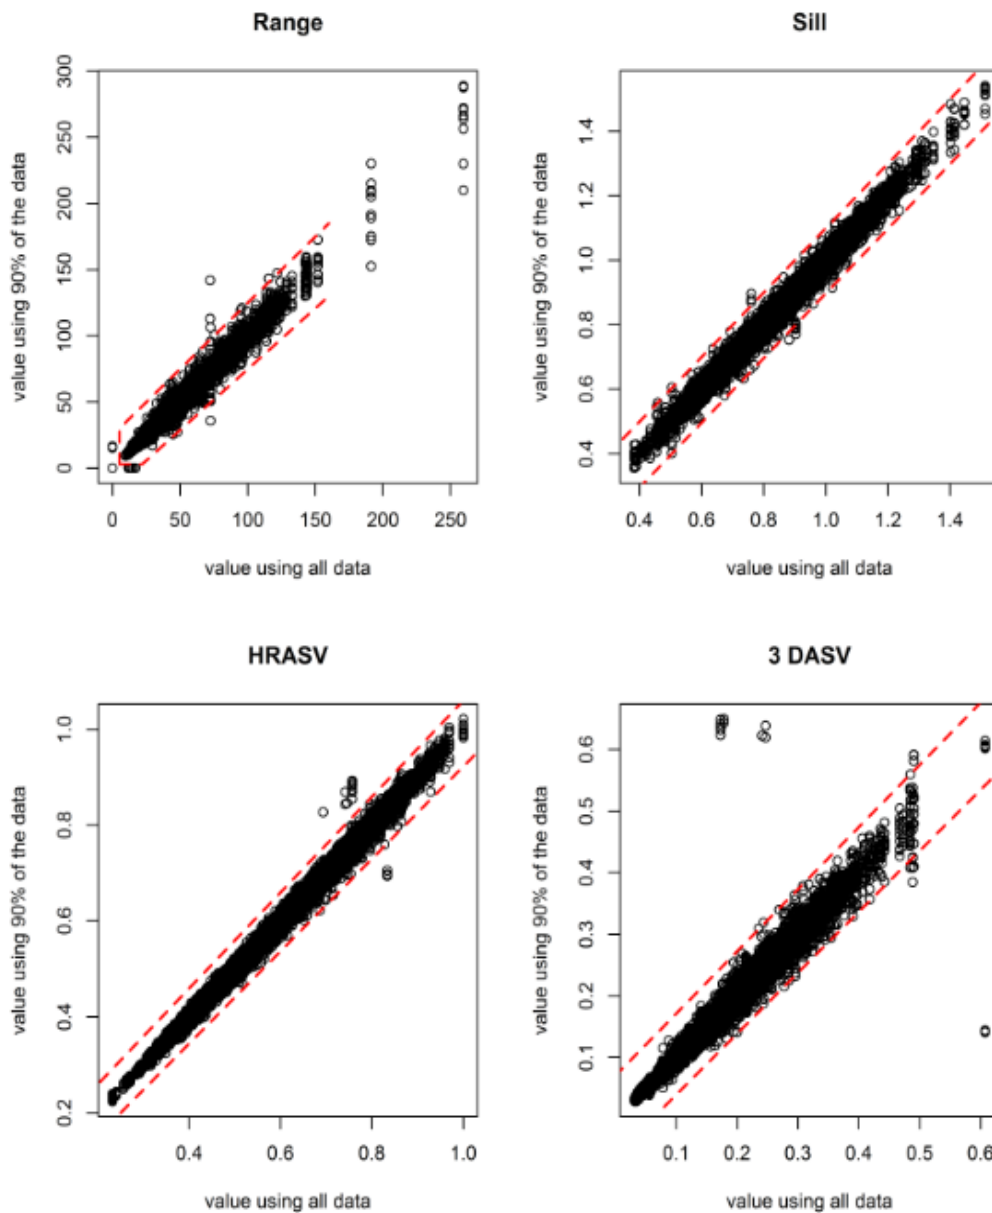 Range
value using 90% of the data
0 50 100 150 200 250 300
0 50 100 150 200 250
value using all data
Sill
value using 90% of the data
0.4 0.6 0.8 1.0 1.2 1.4
0.4 0.6 0.8 1.0 1.2 1.4
value using all data
HRASV
value using 90% of the data
0.2 0.4 0.6 0.8 1.0
0.4 0.6 0.8 1.0
value using all data
3 DASV
value using 90% of the data
0.1 0.2 0.3 0.4 0.5 0.6
0.1 0.2 0.3 0.4 0.5 0.6
value using all data